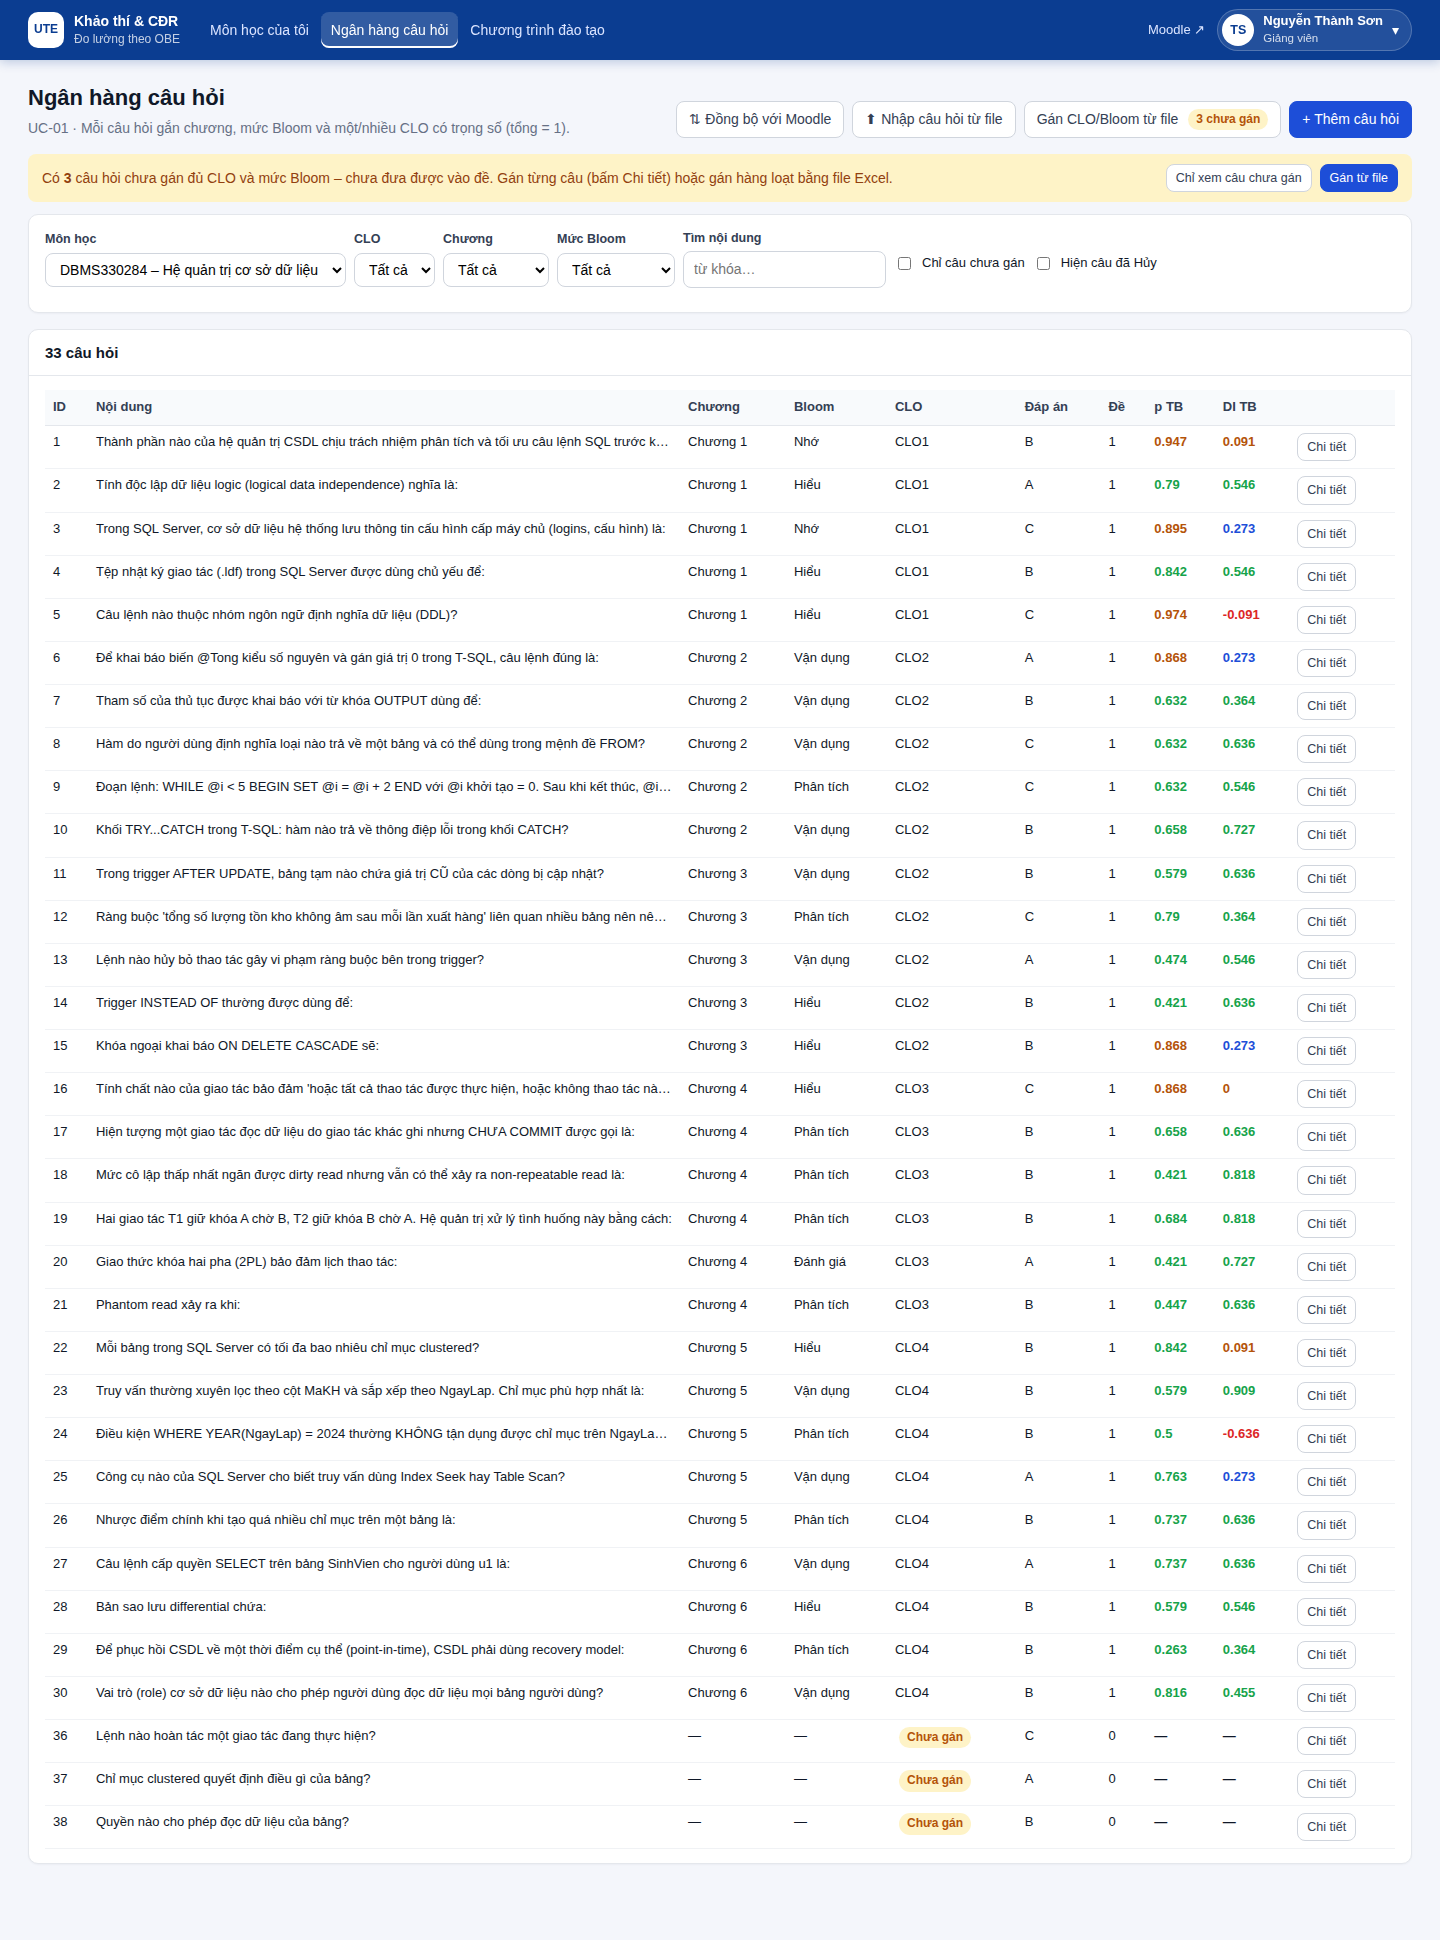 UTE
Khảo thí & CĐR
Đo lường theo OBE
Môn học của tôi
Ngân hàng câu hỏi
Chương trình đào tạo
Moodle ↗
TS
Nguyễn Thành Sơn
Giảng viên
▾
Ngân hàng câu hỏi
UC-01 · Mỗi câu hỏi gắn chương, mức Bloom và một/nhiều CLO có trọng số (tổng = 1).
⇅ Đồng bộ với Moodle
⬆ Nhập câu hỏi từ file
Gán CLO/Bloom từ file 3 chưa gán
+ Thêm câu hỏi
Có 3 câu hỏi chưa gán đủ CLO và mức Bloom – chưa đưa được vào đề. Gán từng câu (bấm Chi tiết) hoặc gán hàng loạt bằng file Excel.
Chỉ xem câu chưa gán
Gán từ file
Môn học CLO Chương Mức Bloom Tìm nội dung
DBMS330284 – Hệ quản trị cơ sở dữ liệu Tất cả Tất cả Tất cả từ khóa… Chỉ câu chưa gán Hiện câu đã Hủy
33 câu hỏi
ID Nội dung Chương Bloom CLO Đáp án Đề p TB DI TB
1 Thành phần nào của hệ quản trị CSDL chịu trách nhiệm phân tích và tối ưu câu lệnh SQL trước k… Chương 1 Nhớ CLO1 B 1 0.947 0.091 Chi tiết
2 Tính độc lập dữ liệu logic (logical data independence) nghĩa là: Chương 1 Hiểu CLO1 A 1 0.79 0.546 Chi tiết
3 Trong SQL Server, cơ sở dữ liệu hệ thống lưu thông tin cấu hình cấp máy chủ (logins, cấu hình) là: Chương 1 Nhớ CLO1 C 1 0.895 0.273 Chi tiết
4 Tệp nhật ký giao tác (.ldf) trong SQL Server được dùng chủ yếu để: Chương 1 Hiểu CLO1 B 1 0.842 0.546 Chi tiết
5 Câu lệnh nào thuộc nhóm ngôn ngữ định nghĩa dữ liệu (DDL)? Chương 1 Hiểu CLO1 C 1 0.974 -0.091 Chi tiết
6 Để khai báo biến @Tong kiểu số nguyên và gán giá trị 0 trong T-SQL, câu lệnh đúng là: Chương 2 Vận dụng CLO2 A 1 0.868 0.273 Chi tiết
7 Tham số của thủ tục được khai báo với từ khóa OUTPUT dùng để: Chương 2 Vận dụng CLO2 B 1 0.632 0.364 Chi tiết
8 Hàm do người dùng định nghĩa loại nào trả về một bảng và có thể dùng trong mệnh đề FROM? Chương 2 Vận dụng CLO2 C 1 0.632 0.636 Chi tiết
9 Đoạn lệnh: WHILE @i < 5 BEGIN SET @i = @i + 2 END với @i khởi tạo = 0. Sau khi kết thúc, @i… Chương 2 Phân tích CLO2 C 1 0.632 0.546 Chi tiết
10 Khối TRY...CATCH trong T-SQL: hàm nào trả về thông điệp lỗi trong khối CATCH? Chương 2 Vận dụng CLO2 B 1 0.658 0.727 Chi tiết
11 Trong trigger AFTER UPDATE, bảng tạm nào chứa giá trị CŨ của các dòng bị cập nhật? Chương 3 Vận dụng CLO2 B 1 0.579 0.636 Chi tiết
12 Ràng buộc 'tổng số lượng tồn kho không âm sau mỗi lần xuất hàng' liên quan nhiều bảng nên nê… Chương 3 Phân tích CLO2 C 1 0.79 0.364 Chi tiết
13 Lệnh nào hủy bỏ thao tác gây vi phạm ràng buộc bên trong trigger? Chương 3 Vận dụng CLO2 A 1 0.474 0.546 Chi tiết
14 Trigger INSTEAD OF thường được dùng để: Chương 3 Hiểu CLO2 B 1 0.421 0.636 Chi tiết
15 Khóa ngoại khai báo ON DELETE CASCADE sẽ: Chương 3 Hiểu CLO2 B 1 0.868 0.273 Chi tiết
16 Tính chất nào của giao tác bảo đảm 'hoặc tất cả thao tác được thực hiện, hoặc không thao tác nà… Chương 4 Hiểu CLO3 C 1 0.868 0 Chi tiết
17 Hiện tượng một giao tác đọc dữ liệu do giao tác khác ghi nhưng CHƯA COMMIT được gọi là: Chương 4 Phân tích CLO3 B 1 0.658 0.636 Chi tiết
18 Mức cô lập thấp nhất ngăn được dirty read nhưng vẫn có thể xảy ra non-repeatable read là: Chương 4 Phân tích CLO3 B 1 0.421 0.818 Chi tiết
19 Hai giao tác T1 giữ khóa A chờ B, T2 giữ khóa B chờ A. Hệ quản trị xử lý tình huống này bằng cách: Chương 4 Phân tích CLO3 B 1 0.684 0.818 Chi tiết
20 Giao thức khóa hai pha (2PL) bảo đảm lịch thao tác: Chương 4 Đánh giá CLO3 A 1 0.421 0.727 Chi tiết
21 Phantom read xảy ra khi: Chương 4 Phân tích CLO3 B 1 0.447 0.636 Chi tiết
22 Mỗi bảng trong SQL Server có tối đa bao nhiêu chỉ mục clustered? Chương 5 Hiểu CLO4 B 1 0.842 0.091 Chi tiết
23 Truy vấn thường xuyên lọc theo cột MaKH và sắp xếp theo NgayLap. Chỉ mục phù hợp nhất là: Chương 5 Vận dụng CLO4 B 1 0.579 0.909 Chi tiết
24 Điều kiện WHERE YEAR(NgayLap) = 2024 thường KHÔNG tận dụng được chỉ mục trên NgayLa… Chương 5 Phân tích CLO4 B 1 0.5 -0.636 Chi tiết
25 Công cụ nào của SQL Server cho biết truy vấn dùng Index Seek hay Table Scan? Chương 5 Vận dụng CLO4 A 1 0.763 0.273 Chi tiết
26 Nhược điểm chính khi tạo quá nhiều chỉ mục trên một bảng là: Chương 5 Phân tích CLO4 B 1 0.737 0.636 Chi tiết
27 Câu lệnh cấp quyền SELECT trên bảng SinhVien cho người dùng u1 là: Chương 6 Vận dụng CLO4 A 1 0.737 0.636 Chi tiết
28 Bản sao lưu differential chứa: Chương 6 Hiểu CLO4 B 1 0.579 0.546 Chi tiết
29 Để phục hồi CSDL về một thời điểm cụ thể (point-in-time), CSDL phải dùng recovery model: Chương 6 Phân tích CLO4 B 1 0.263 0.364 Chi tiết
30 Vai trò (role) cơ sở dữ liệu nào cho phép người dùng đọc dữ liệu mọi bảng người dùng? Chương 6 Vận dụng CLO4 B 1 0.816 0.455 Chi tiết
36 Lệnh nào hoàn tác một giao tác đang thực hiện? — — Chưa gán C 0 — — Chi tiết
37 Chỉ mục clustered quyết định điều gì của bảng? — — Chưa gán A 0 — — Chi tiết
38 Quyền nào cho phép đọc dữ liệu của bảng? — — Chưa gán B 0 — — Chi tiết